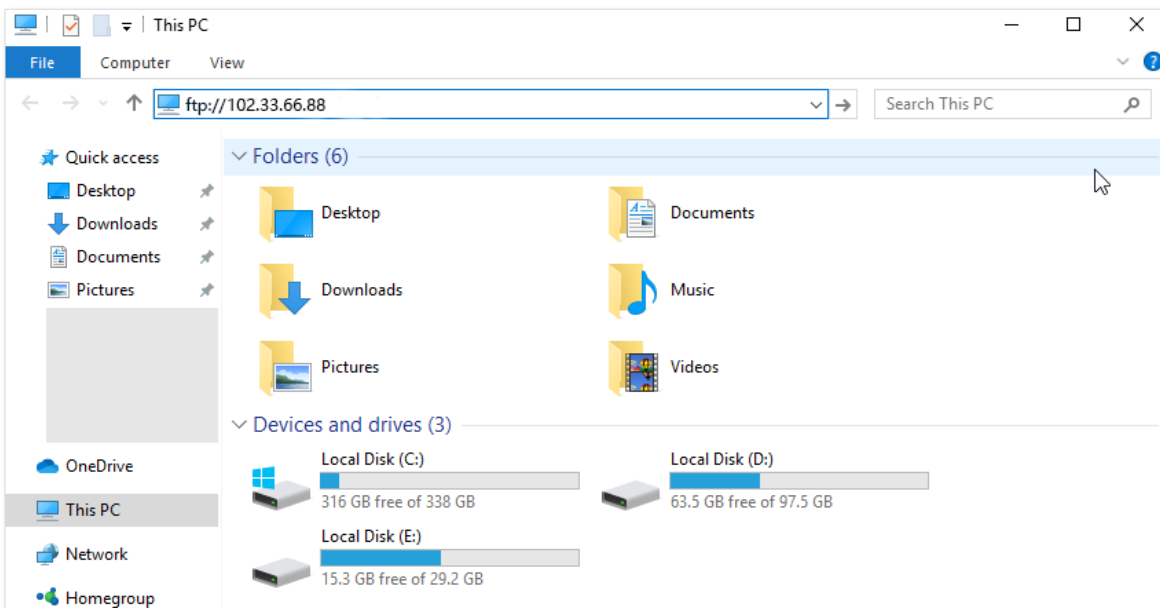 This PC
File Computer View
ftp://102.33.66.88 Search This PC
Quick access
Desktop
Downloads
Documents
Pictures
OneDrive
This PC
Network
Homegroup
Folders (6)
Desktop Documents
Downloads Music
Pictures Videos
Devices and drives (3)
Local Disk (C:) Local Disk (D:)
316 GB free of 338 GB 63.5 GB free of 97.5 GB
Local Disk (E:)
15.3 GB free of 29.2 GB